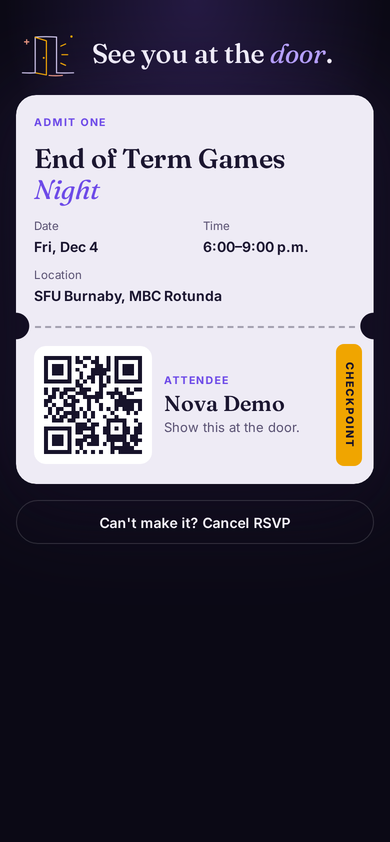 See you at the door.
ADMIT ONE
End of Term Games
Night
Date
Time
Fri, Dec 4
6:00–9:00 p.m.
Location
SFU Burnaby, MBC Rotunda
ATTENDEE
Nova Demo
Show this at the door.
CHECKPOINT
Can't make it? Cancel RSVP